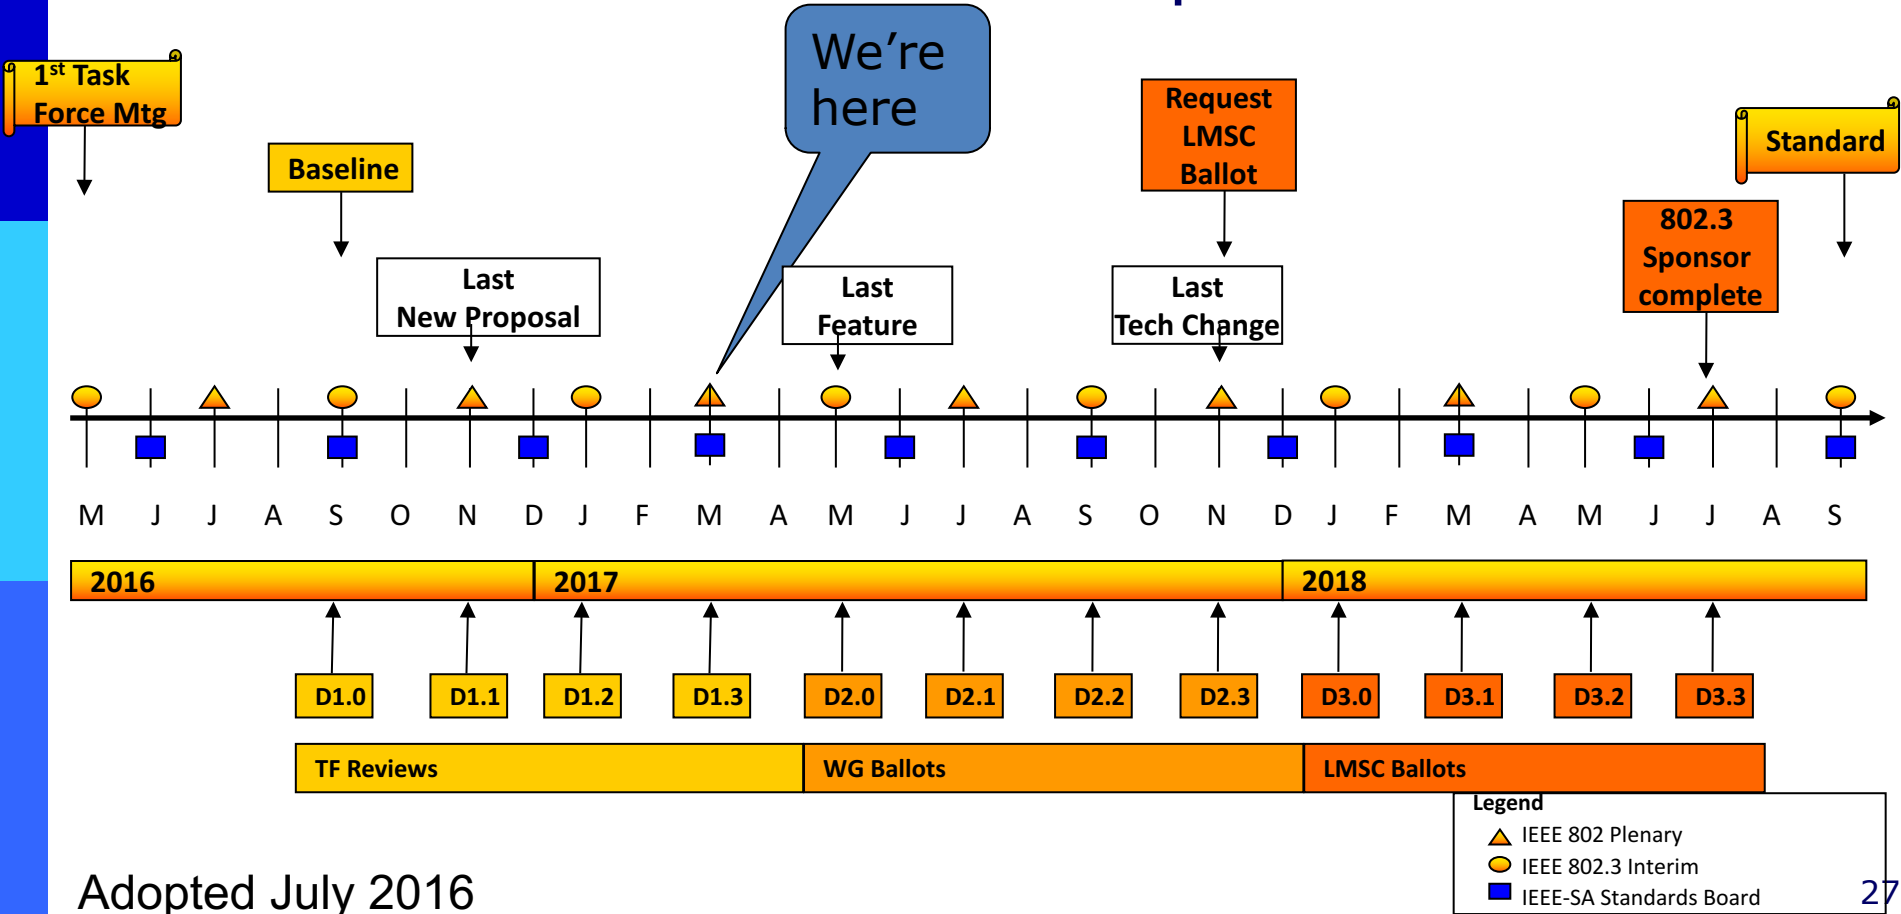 We're
here
1st Task
Force Mtg
Baseline
Last
New Proposal
Last
Feature
Request
LMSC
Ballot
Last
Tech Change
802.3
Sponsor
complete
Standard
M J J A S O N D J F M A M J J A S O N D J F M A M J J A S
2016 2017 2018
D1.0 D1.1 D1.2 D1.3 D2.0 D2.1 D2.2 D2.3 D3.0 D3.1 D3.2 D3.3
TF Reviews WG Ballots LMSC Ballots
Legend
IEEE 802 Plenary
IEEE 802.3 Interim
IEEE-SA Standards Board
Adopted July 2016
27